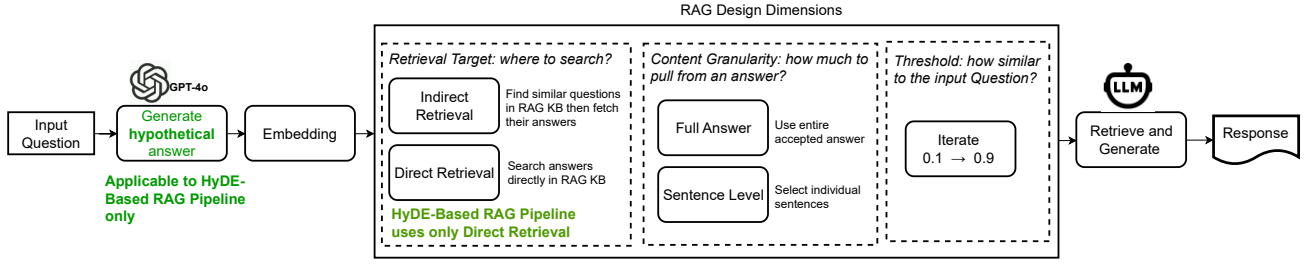 RAG Design Dimensions
Input
Question
GPT-4o
Generate
hypothetical
answer
Applicable to HyDE-
Based RAG Pipeline
only
Embedding
Retrieval Target: where to search?
Indirect
Retrieval
Find similar questions
in RAG KB then fetch
their answers
Direct Retrieval
Search answers
directly in RAG KB
HyDE-Based RAG Pipeline
uses only Direct Retrieval
Content Granularity: how much to
pull from an answer?
Full Answer
Use entire
accepted answer
Sentence Level
Select individual
sentences
Threshold: how similar
to the input Question?
Iterate
0.1 → 0.9
LLM
Retrieve and
Generate
Response